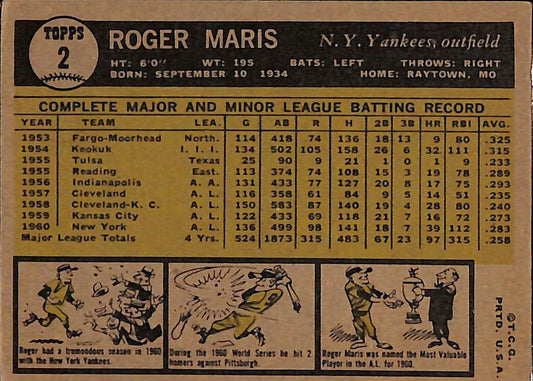 TOPPS
2
ROGER MARIS N. Y. Yankees, outfield
HT: 6'0" WT: 195 BATS: LEFT THROWS: RIGHT
BORN: SEPTEMBER 10 1934 HOME: RAYTOWN, MO
COMPLETE MAJOR AND MINOR LEAGUE BATTING RECORD
YEAR TEAM LEA. G AB R H 2B 3B HR RBI AVG.
1953 Fargo-Moorhead North. 114 418 74 136 18 13 9 80 .325
1954 Keokuk I. I. I. 134 502 105 158 26 6 32 111 .315
1955 Tulsa Texas 25 90 9 21 1 0 1 9 .233
1955 Reading East. 113 374 74 108 15 3 19 78 .289
1956 Indianapolis A. A. 131 433 77 127 20 8 17 75 .293
1957 Cleveland A. L. 116 358 61 84 9 5 14 51 .235
1958 Cleveland-K. C. A. L. 150 583 87 140 19 4 28 80 .240
1959 Kansas City A. L. 122 433 69 118 21 7 16 72 .273
1960 New York A. L. 136 499 98 141 18 7 39 112 .283
Major League Totals 4 Yrs. 524 1873 315 483 67 23 97 315 .258
Roger had a tremendous season in 1960
with the New York Yankees.
During the 1960 World Series he hit 2
homers against Pittsburgh.
Roger Maris was named the Most Valuable
Player in the A.L. for 1960.
©T.C.G.
PRTD. U.S.A.